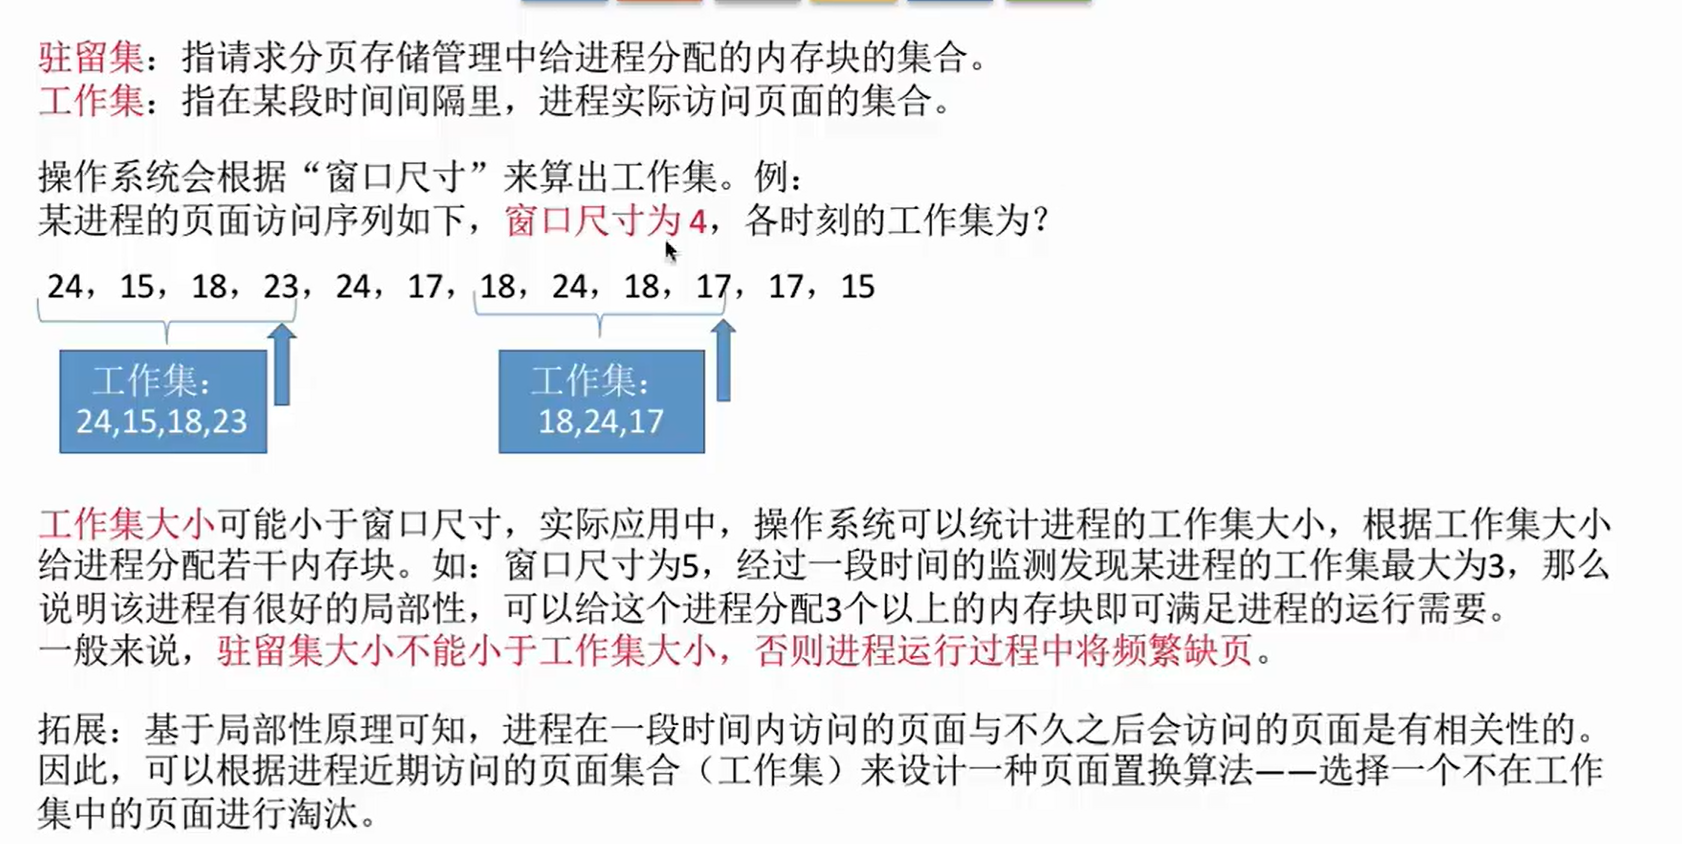 驻留集：指请求分页存储管理中给进程分配的内存块的集合。
工作集：指在某段时间间隔里，进程实际访问页面的集合。
操作系统会根据“窗口尺寸”来算出工作集。例：
某进程的页面访问序列如下，窗口尺寸为 4，各时刻的工作集为？
24，15，18，23，24，17，18，24，18，17，17，15
工作集：
24,15,18,23
工作集：
18,24,17
工作集大小可能小于窗口尺寸，实际应用中，操作系统可以统计进程的工作集大小，根据工作集大小
给进程分配若干内存块。如：窗口尺寸为5，经过一段时间的监测发现某进程的工作集最大为3，那么
说明该进程有很好的局部性，可以给这个进程分配3个以上的内存块即可满足进程的运行需要。
一般来说，驻留集大小不能小于工作集大小，否则进程运行过程中将频繁缺页。
拓展：基于局部性原理可知，进程在一段时间内访问的页面与不久之后会访问的页面是有相关性的。
因此，可以根据进程近期访问的页面集合（工作集）来设计一种页面置换算法——选择一个不在工作
集中的页面进行淘汰。